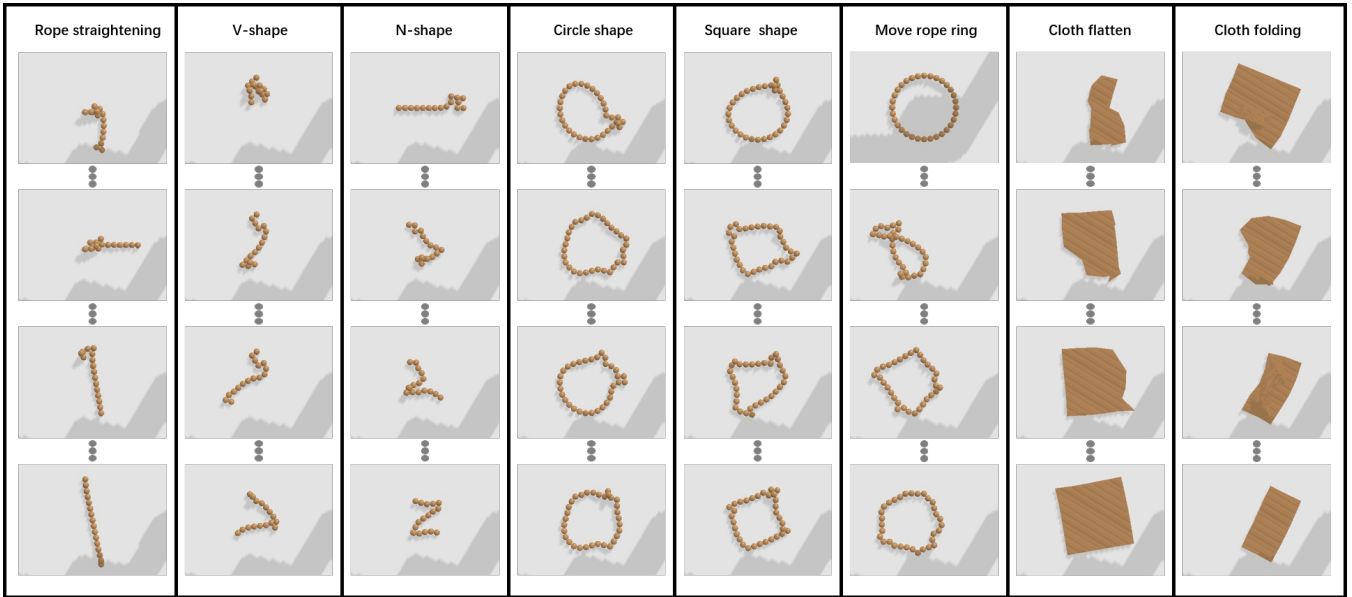 Rope straightening
V-shape
N-shape
Circle shape
Square shape
Move rope ring
Cloth flatten
Cloth folding